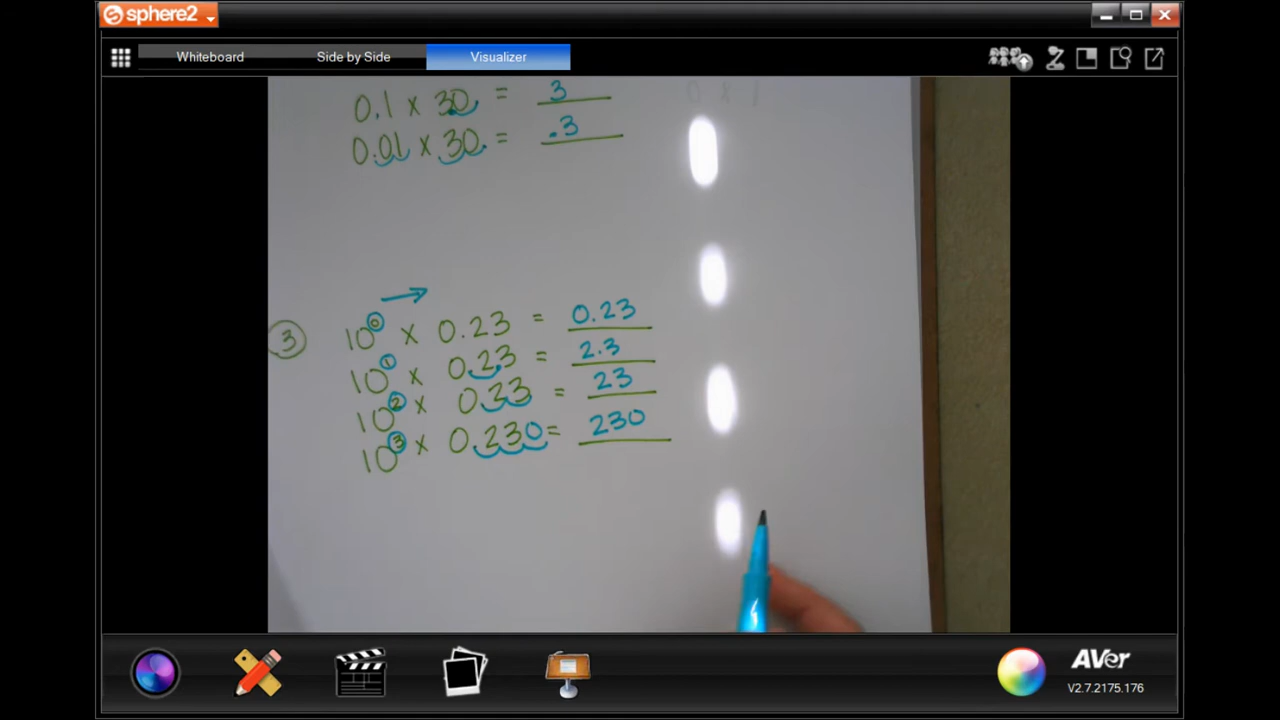 sphere2
Whiteboard Side by Side Visualizer
0.1 x 30 = 3
0.01 x 30. = .3
3
10⁰ x 0.23 = 0.23
10¹ x 0.23 = 2.3
10² x 0.23 = 23
10³ x 0.230 = 230
AVer
V2.7.2175.176